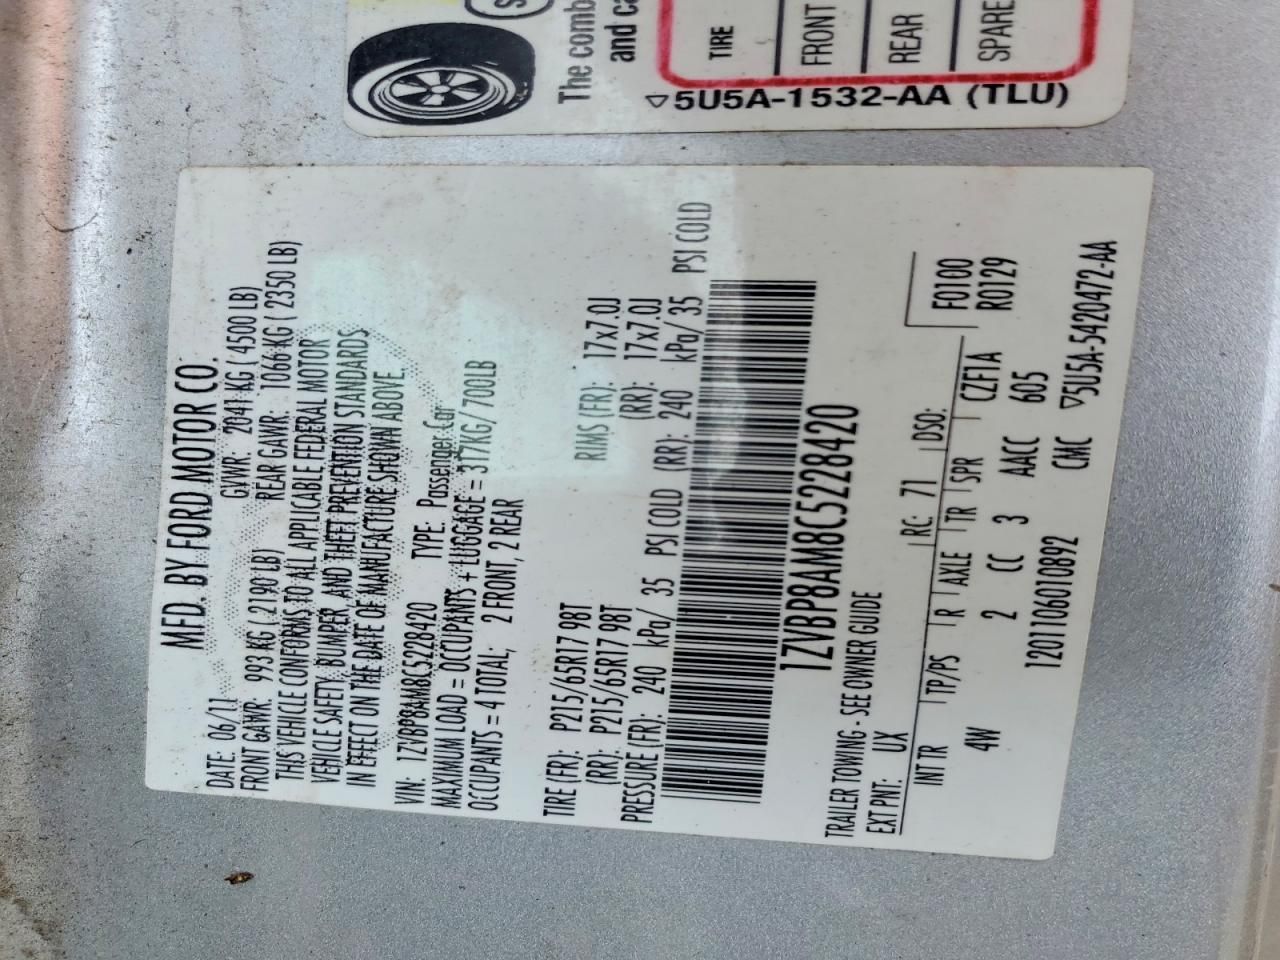 The comb
and ca
TIRE
FRONT
REAR
SPARE
5U5A-1532-AA (TLU)
MFD. BY FORD MOTOR CO.
DATE: 06/11 GVWR: 2041 KG( 4500 LB)
FRONT GAWR: 993 KG ( 2190 LB) REAR GAWR: 1066 KG ( 2350 LB)
THIS VEHICLE CONFORMS TO ALL APPLICABLE FEDERAL MOTOR
VEHICLE SAFETY, BUMPER, AND THEFT PREVENTION STANDARDS
IN EFFECT ON THE DATE OF MANUFACTURE SHOWN ABOVE.
VIN: 1ZVBP8AM8C5228420 TYPE: Passenger Car
MAXIMUM LOAD = OCCUPANTS + LUGGAGE = 317KG/700LB
OCCUPANTS = 4 TOTAL; 2 FRONT, 2 REAR
TIRE (FR): P215/65R17 98T RIMS (FR): 17x7.0J
(RR): P215/65R17 98T (RR): 17x7.0J
PRESSURE (FR): 240 kPa/ 35 PSI COLD (RR): 240 kPa/ 35 PSI COLD
1ZVBP8AM8C5228420
TRAILER TOWING - SEE OWNER GUIDE
EXT PNT: UX RC: 71 DSO: F0100
R0129
INT TR TP/PS R AXLE TR SPR
4W 2 CC 3 AACC CZF1A
605
1201106010892 CMC 5U5A-5420472-AA